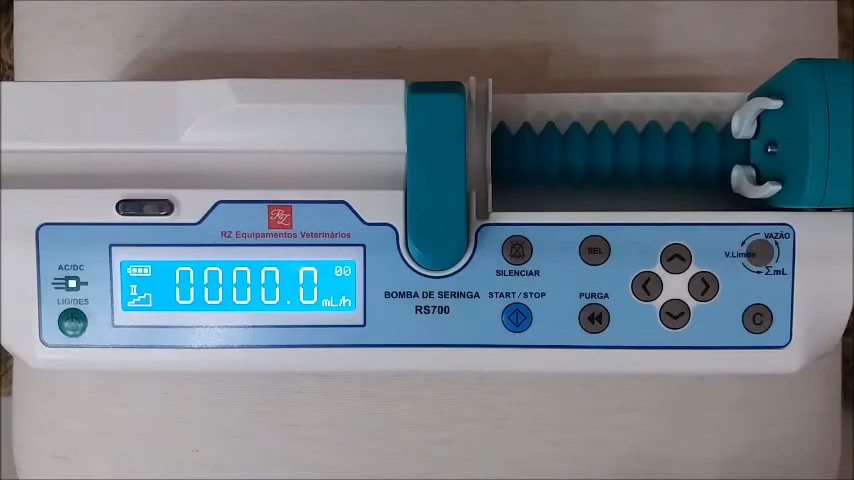 RZ
RZ Equipamentos Veterinários
AC/DC
LIG/DES
00
II
0000.0 mL/h
BOMBA DE SERINGA
RS700
SILENCIAR
SEL
START/STOP
PURGA
VAZÃO
V.Limite
ΣmL
C